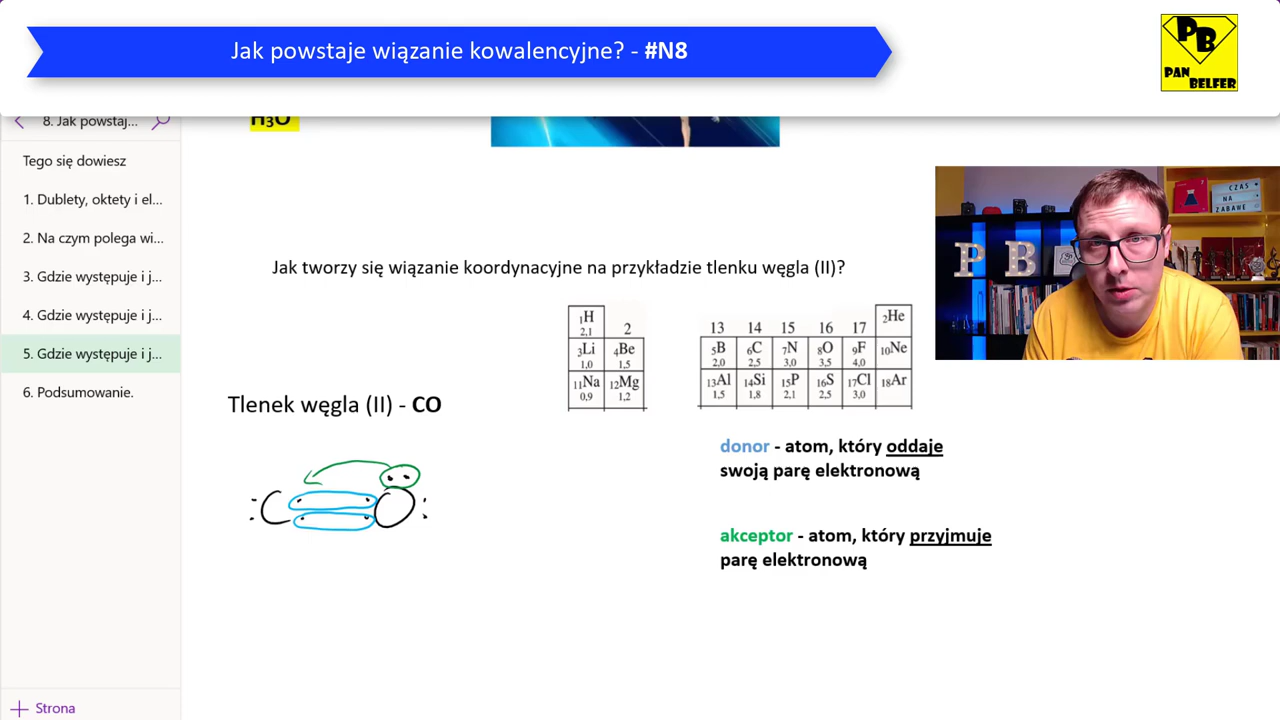 Jak powstaje wiązanie kowalencyjne? - #N8
PB
PAN
BELFER
8. Jak powstaj...
H₃O
Tego się dowiesz
1. Dublety, oktety i el...
2. Na czym polega wi...
3. Gdzie występuje i j...
4. Gdzie występuje i j...
5. Gdzie występuje i j...
6. Podsumowanie.
CZAS
NA
ZABAWE
P B
Jak tworzy się wiązanie koordynacyjne na przykładzie tlenku węgla (II)?
₁H 2 13 14 15 16 17 ₂He
2,1
₃Li ₄Be ₅B ₆C ₇N ₈O ₉F ₁₀Ne
1,0 1,5 2,0 2,5 3,0 3,5 4,0
₁₁Na ₁₂Mg ₁₃Al ₁₄Si ₁₅P ₁₆S ₁₇Cl ₁₈Ar
0,9 1,2 1,5 1,8 2,1 2,5 3,0
Tlenek węgla (II) - CO
:C O:
donor - atom, który oddaje
swoją parę elektronową
akceptor - atom, który przyjmuje
parę elektronową
+ Strona